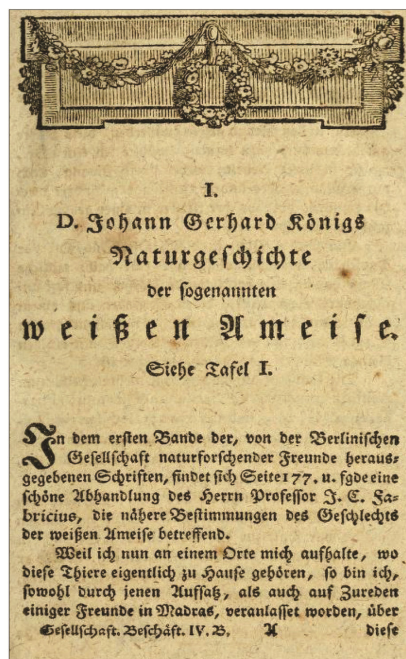 I.
D. Johann Gerhard Königs
Naturgeschichte
der sogenannten
weißen Ameise.
Siehe Tafel I.
In dem ersten Bande der, von der Berlinischen
Gesellschaft naturforschender Freunde heraus-
gegebenen Schriften, findet sich Seite 177. u. fgde eine
schöne Abhandlung des Herrn Professor J. C. Fa-
bricius, die nähere Bestimmungen des Geschlechts
der weißen Ameise betreffend.
Weil ich nun an einem Orte mich aufhalte, wo
diese Thiere eigentlich zu Hause gehören, so bin ich,
sowohl durch jenen Aufsatz, als auch auf Zureden
einiger Freunde in Madras, veranlasset worden, über
Gesellschaft. Beschäft. IV. B. A diese